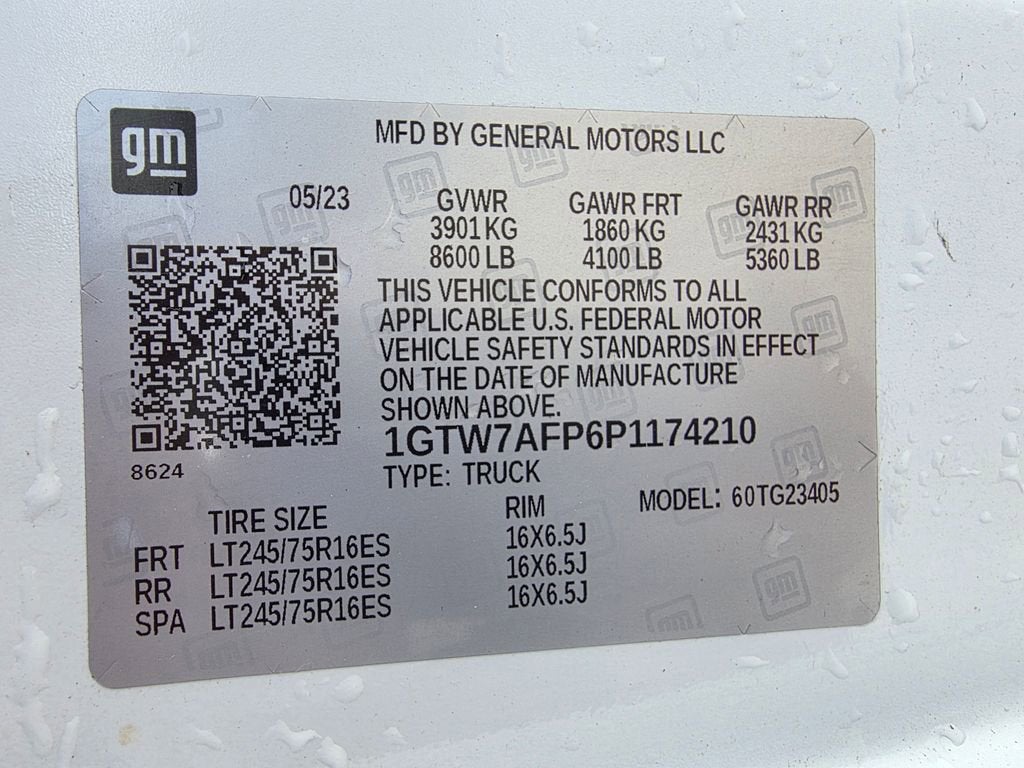 gm
MFD BY GENERAL MOTORS LLC
05/23 GVWR GAWR FRT GAWR RR
3901 KG 1860 KG 2431 KG
8600 LB 4100 LB 5360 LB
THIS VEHICLE CONFORMS TO ALL
APPLICABLE U.S. FEDERAL MOTOR
VEHICLE SAFETY STANDARDS IN EFFECT
ON THE DATE OF MANUFACTURE
SHOWN ABOVE.
1GTW7AFP6P1174210
8624
TYPE: TRUCK
MODEL: 60TG23405
TIRE SIZE RIM
FRT LT245/75R16ES 16X6.5J
RR LT245/75R16ES 16X6.5J
SPA LT245/75R16ES 16X6.5J